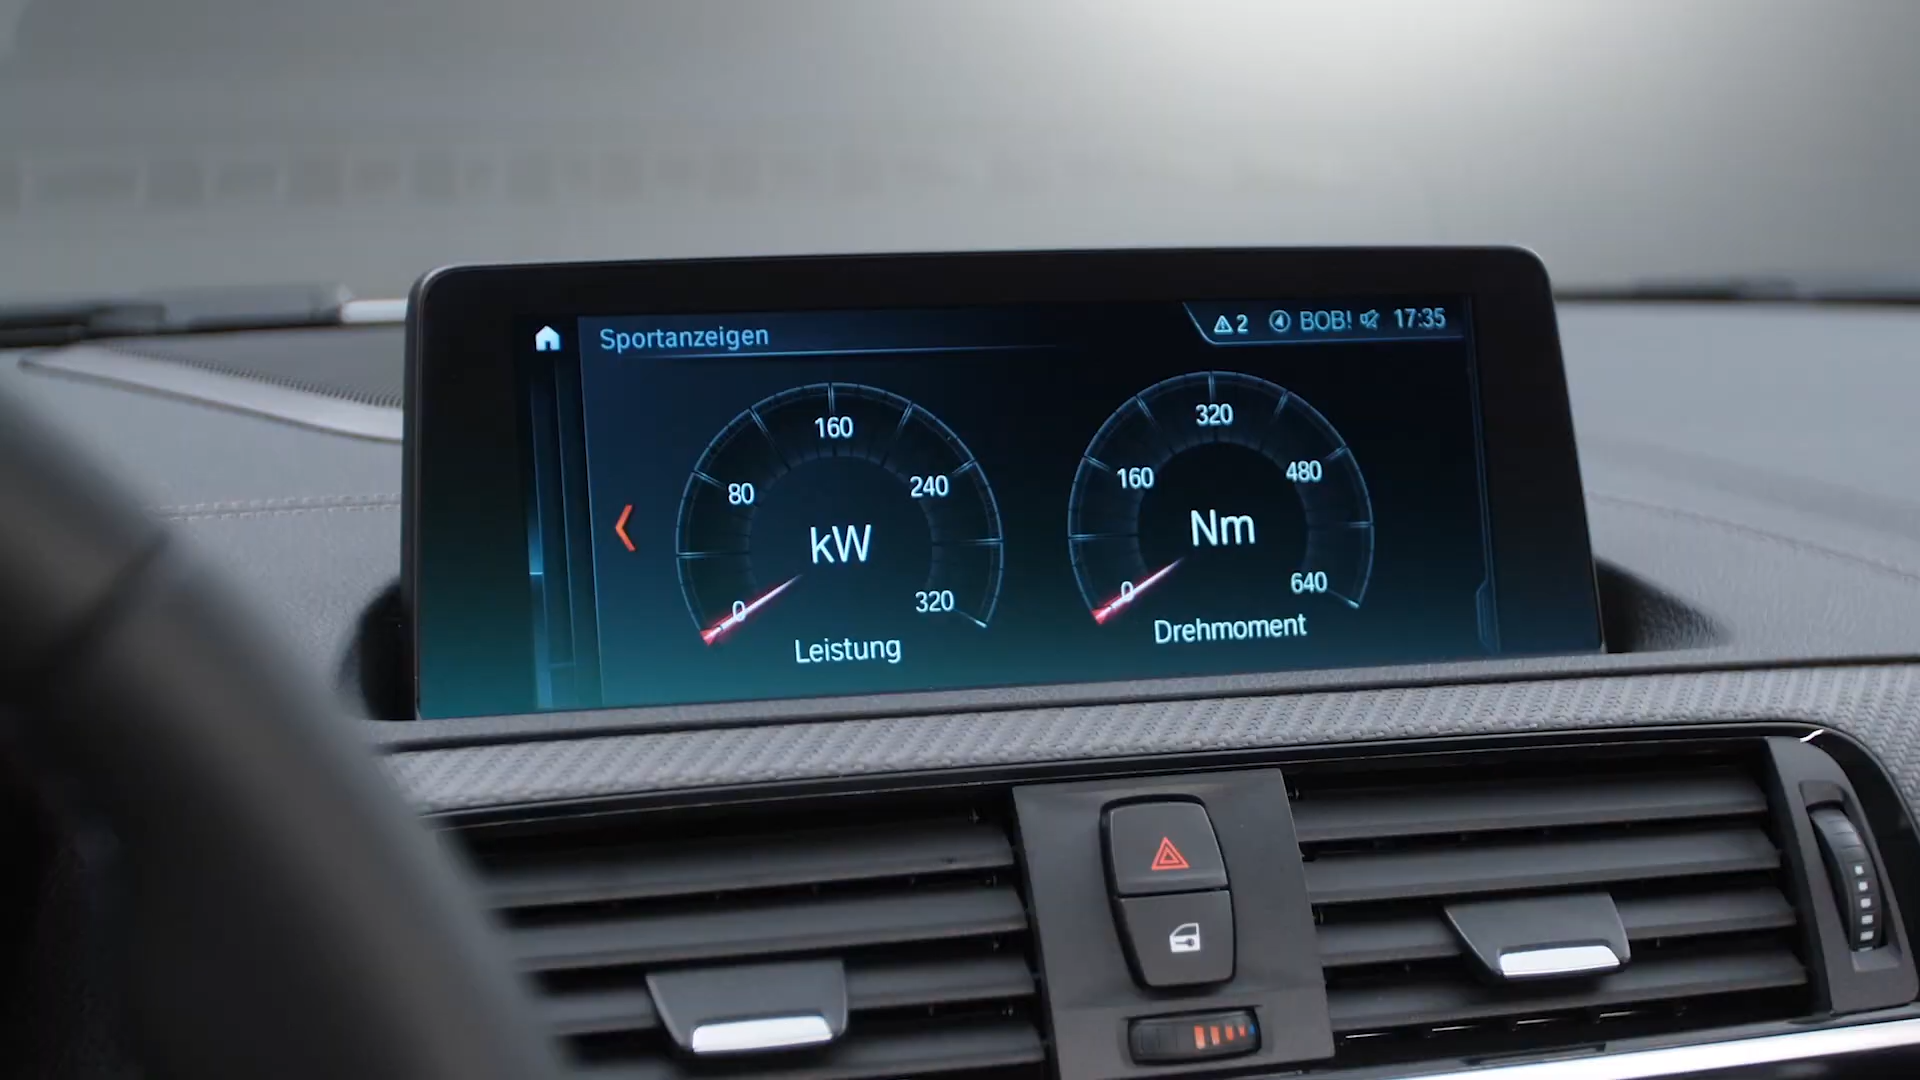 Sportanzeigen
2 4 BOB! 17:35
0 80 160 240 320
kW
Leistung
0 160 320 480 640
Nm
Drehmoment